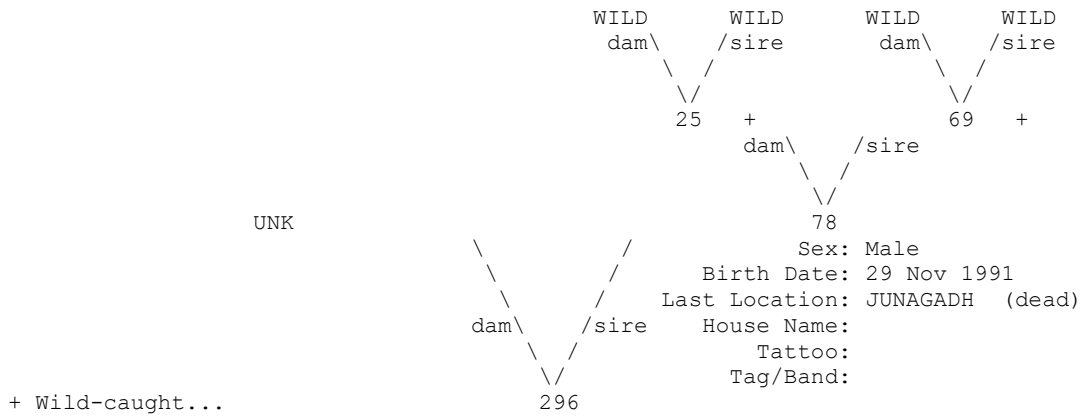 WILD WILD WILD WILD
dam\ /sire dam\ /sire
\ / \ /
\/ \/
25 + 69 +
dam\ /sire
\ /
\/
UNK 78
\ / Sex: Male
\ / Birth Date: 29 Nov 1991
\ / Last Location: JUNAGADH (dead)
dam\ /sire House Name:
\ / Tattoo:
\/ Tag/Band:
+ Wild-caught... 296